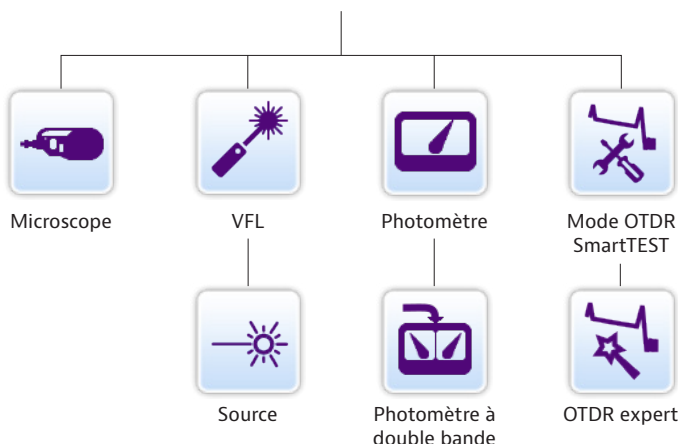 Microscope
VFL
Photomètre
Mode OTDR
SmartTEST
Source
Photomètre à
double bande
OTDR expert